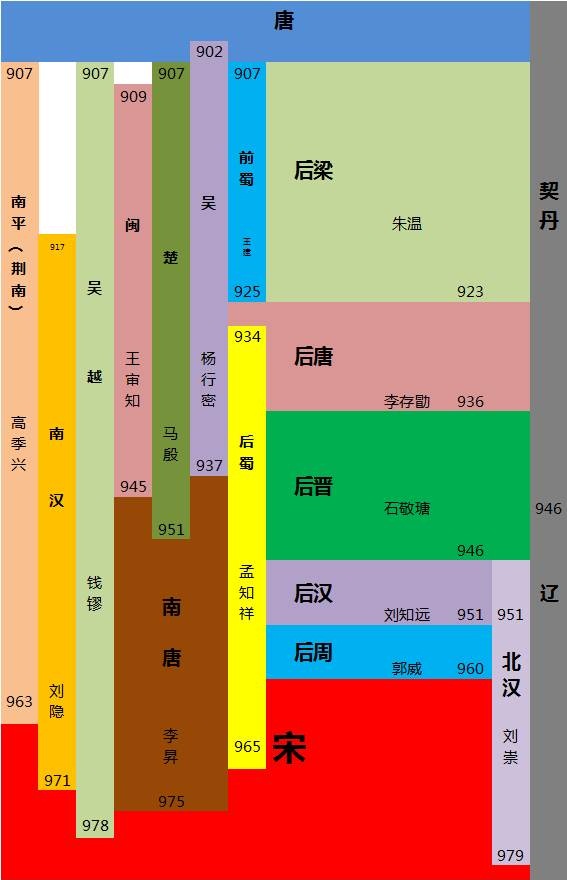 唐
902
907
907
907
907
909
917
南平（荆南）
高季兴
963
南汉
刘隐
971
吴越
钱镠
978
闽
王审知
945
楚
马殷
951
吴
杨行密
937
南唐
李昇
975
前蜀
王建
925
934
后蜀
孟知祥
965
后梁
朱温
923
后唐
李存勖 936
后晋
石敬瑭
946
后汉
刘知远 951
后周
郭威 960
951
北汉
刘崇
979
宋
契丹
946
辽